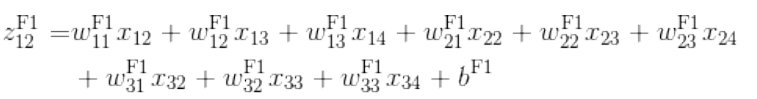 z_{12}^{F1} = w_{11}^{F1} x_{12} + w_{12}^{F1} x_{13} + w_{13}^{F1} x_{14} + w_{21}^{F1} x_{22} + w_{22}^{F1} x_{23} + w_{23}^{F1} x_{24}
+ w_{31}^{F1} x_{32} + w_{32}^{F1} x_{33} + w_{33}^{F1} x_{34} + b^{F1}